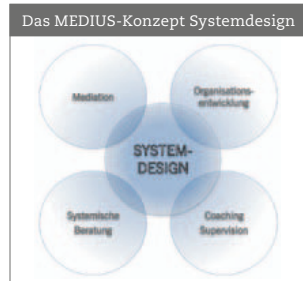 Das MEDIUS-Konzept Systemdesign
Mediation
Organisations-
entwicklung
SYSTEM-
DESIGN
Systemische
Beratung
Coaching
Supervision